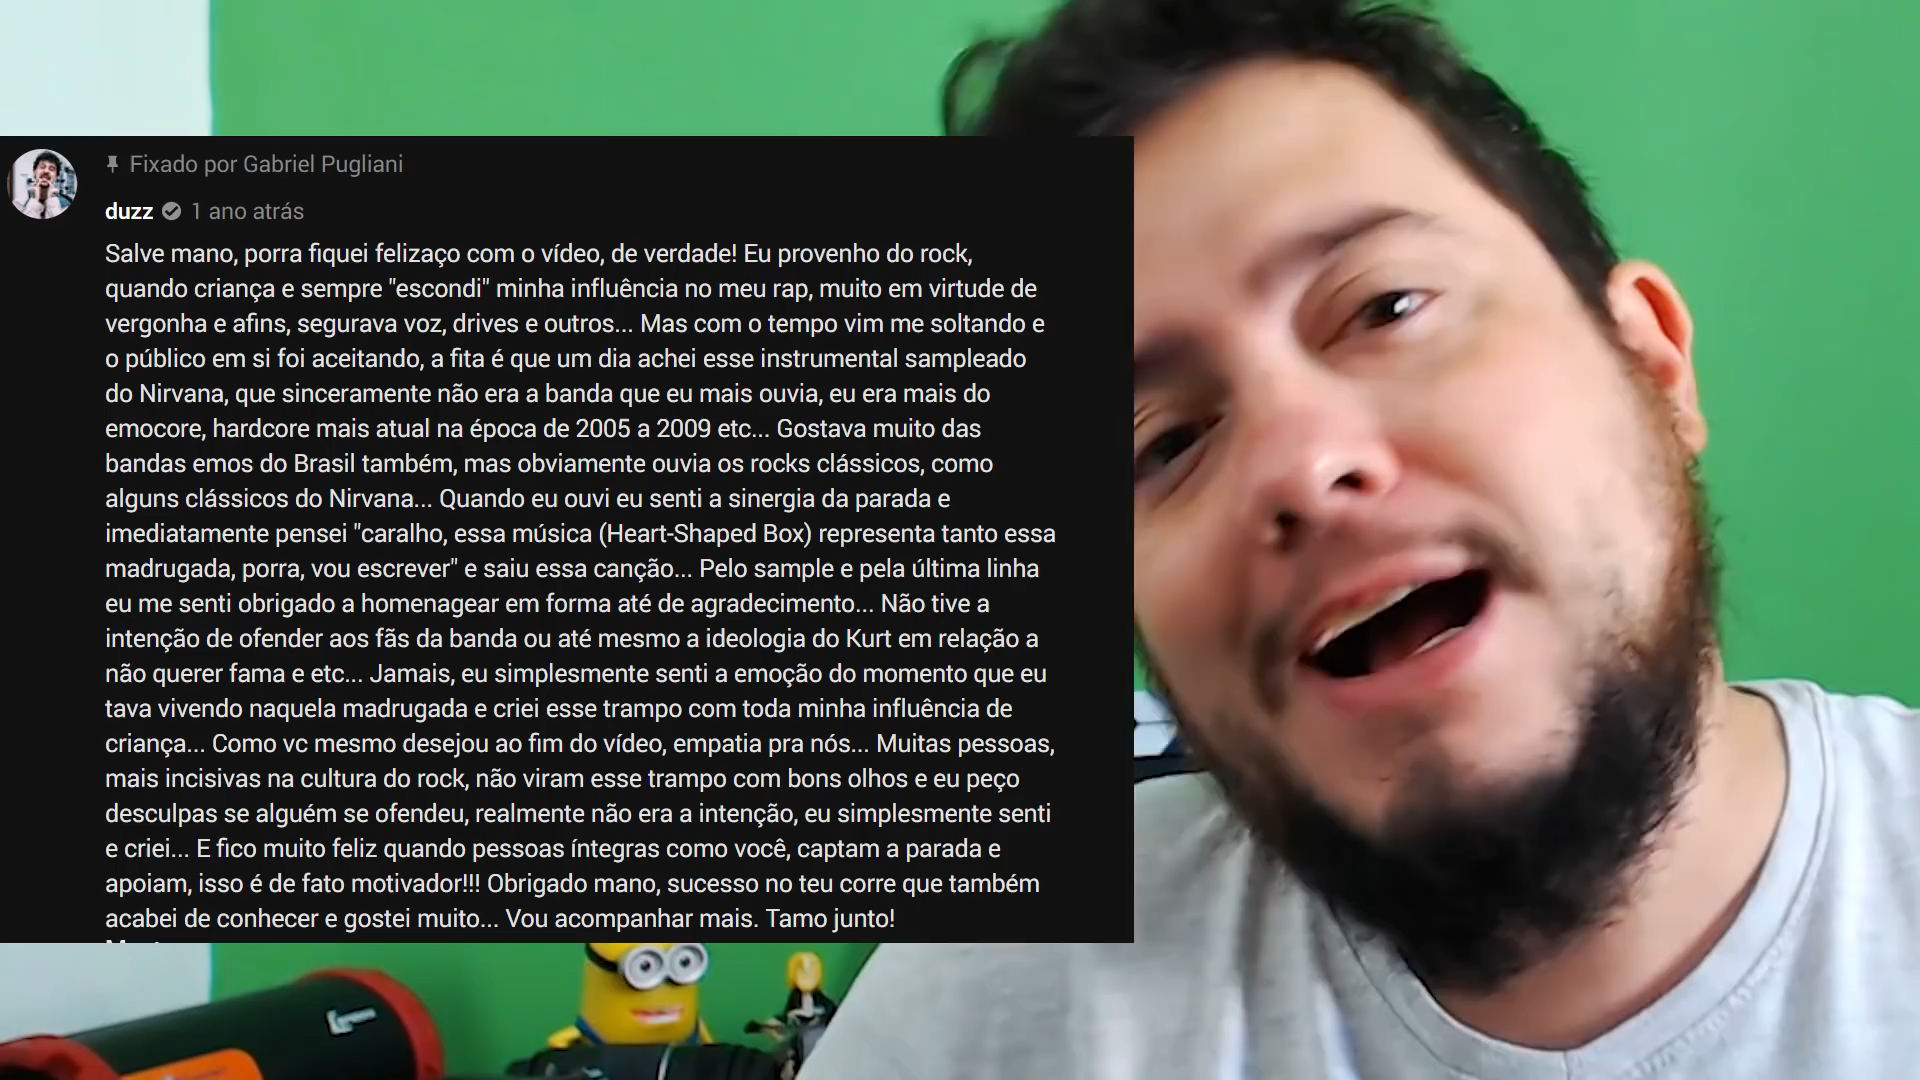 Fixado por Gabriel Pugliani
duzz 1 ano atrás
Salve mano, porra fiquei felizaço com o vídeo, de verdade! Eu provenho do rock,
quando criança e sempre "escondi" minha influência no meu rap, muito em virtude de
vergonha e afins, segurava voz, drives e outros... Mas com o tempo vim me soltando e
o público em si foi aceitando, a fita é que um dia achei esse instrumental sampleado
do Nirvana, que sinceramente não era a banda que eu mais ouvia, eu era mais do
emocore, hardcore mais atual na época de 2005 a 2009 etc... Gostava muito das
bandas emos do Brasil também, mas obviamente ouvia os rocks clássicos, como
alguns clássicos do Nirvana... Quando eu ouvi eu senti a sinergia da parada e
imediatamente pensei "caralho, essa música (Heart-Shaped Box) representa tanto essa
madrugada, porra, vou escrever" e saiu essa canção... Pelo sample e pela última linha
eu me senti obrigado a homenagear em forma até de agradecimento... Não tive a
intenção de ofender aos fãs da banda ou até mesmo a ideologia do Kurt em relação a
não querer fama e etc... Jamais, eu simplesmente senti a emoção do momento que eu
tava vivendo naquela madrugada e criei esse trampo com toda minha influência de
criança... Como vc mesmo desejou ao fim do vídeo, empatia pra nós... Muitas pessoas,
mais incisivas na cultura do rock, não viram esse trampo com bons olhos e eu peço
desculpas se alguém se ofendeu, realmente não era a intenção, eu simplesmente senti
e criei... E fico muito feliz quando pessoas íntegras como você, captam a parada e
apoiam, isso é de fato motivador!!! Obrigado mano, sucesso no teu corre que também
acabei de conhecer e gostei muito... Vou acompanhar mais. Tamo junto!